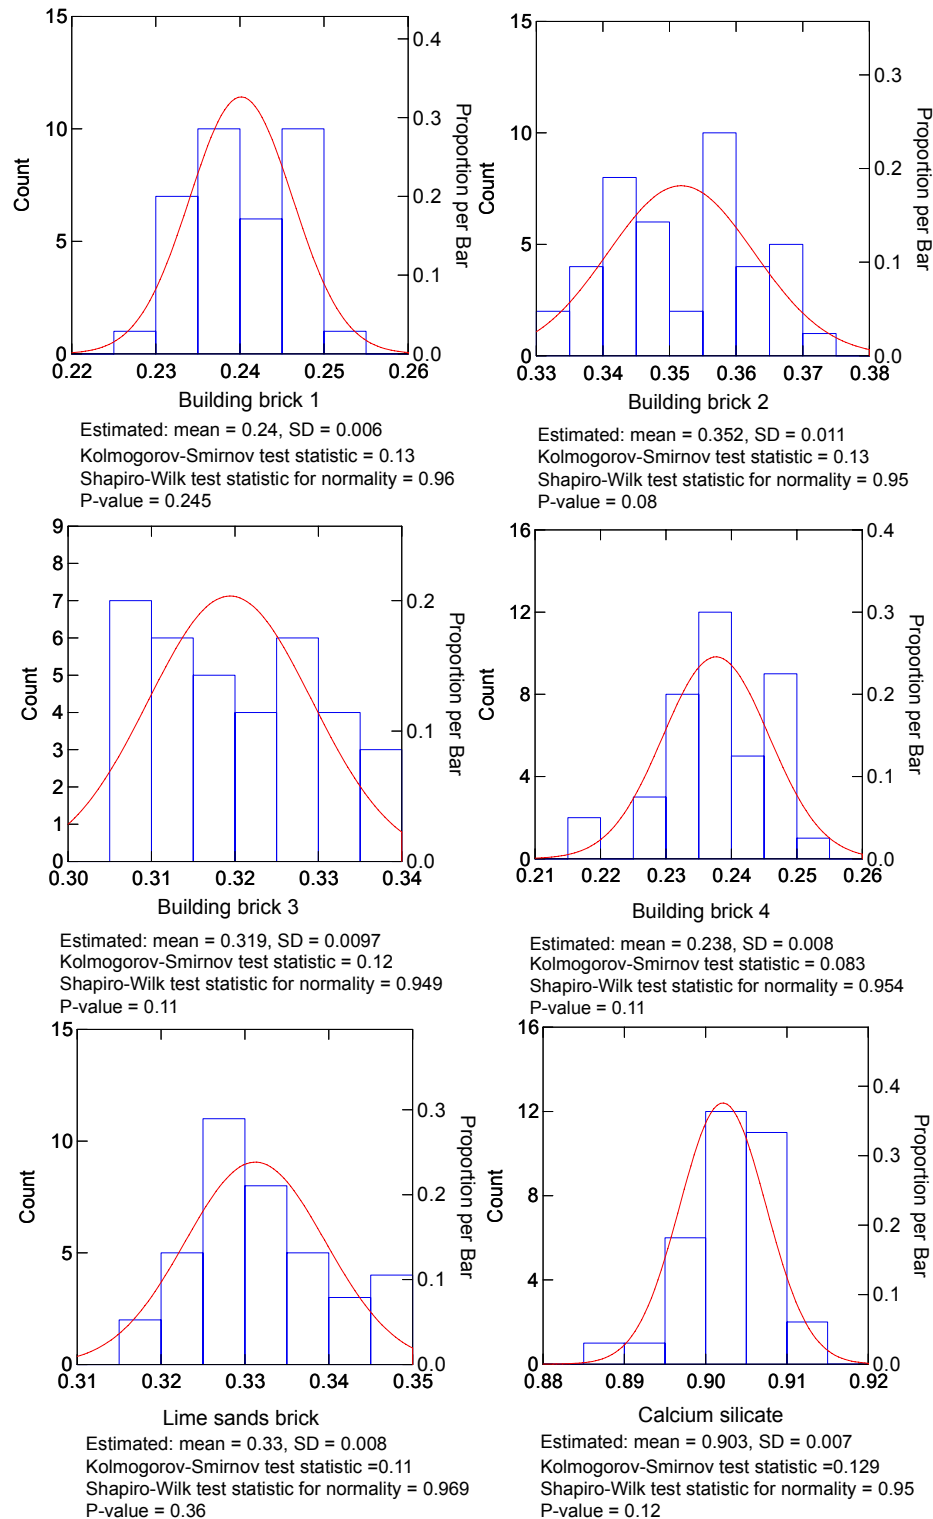 15
10
5
0
Count
0.4
0.3
0.2
0.1
0.0
Proportion per Bar
0.22 0.23 0.24 0.25 0.26
Building brick 1
Estimated: mean = 0.24, SD = 0.006
Kolmogorov-Smirnov test statistic = 0.13
Shapiro-Wilk test statistic for normality = 0.96
P-value = 0.245
15
10
5
0
Count
0.3
0.2
0.1
0.0
Proportion per Bar
0.33 0.34 0.35 0.36 0.37 0.38
Building brick 2
Estimated: mean = 0.352, SD = 0.011
Kolmogorov-Smirnov test statistic = 0.13
Shapiro-Wilk test statistic for normality = 0.95
P-value = 0.08
9
8
7
6
5
4
3
2
1
0
Count
0.2
0.1
0.0
Proportion per Bar
0.30 0.31 0.32 0.33 0.34
Building brick 3
Estimated: mean = 0.319, SD = 0.0097
Kolmogorov-Smirnov test statistic = 0.12
Shapiro-Wilk test statistic for normality = 0.949
P-value = 0.11
16
12
8
4
0
Count
0.4
0.3
0.2
0.1
0.0
Proportion per Bar
0.21 0.22 0.23 0.24 0.25 0.26
Building brick 4
Estimated: mean = 0.238, SD = 0.008
Kolmogorov-Smirnov test statistic = 0.083
Shapiro-Wilk test statistic for normality = 0.954
P-value = 0.11
15
10
5
0
Count
0.3
0.2
0.1
0.0
Proportion per Bar
0.31 0.32 0.33 0.34 0.35
Lime sands brick
Estimated: mean = 0.33, SD = 0.008
Kolmogorov-Smirnov test statistic =0.11
Shapiro-Wilk test statistic for normality = 0.969
P-value = 0.36
16
12
8
4
0
Count
0.4
0.3
0.2
0.1
0.0
Proportion per Bar
0.88 0.89 0.90 0.91 0.92
Calcium silicate
Estimated: mean = 0.903, SD = 0.007
Kolmogorov-Smirnov test statistic =0.129
Shapiro-Wilk test statistic for normality = 0.95
P-value = 0.12